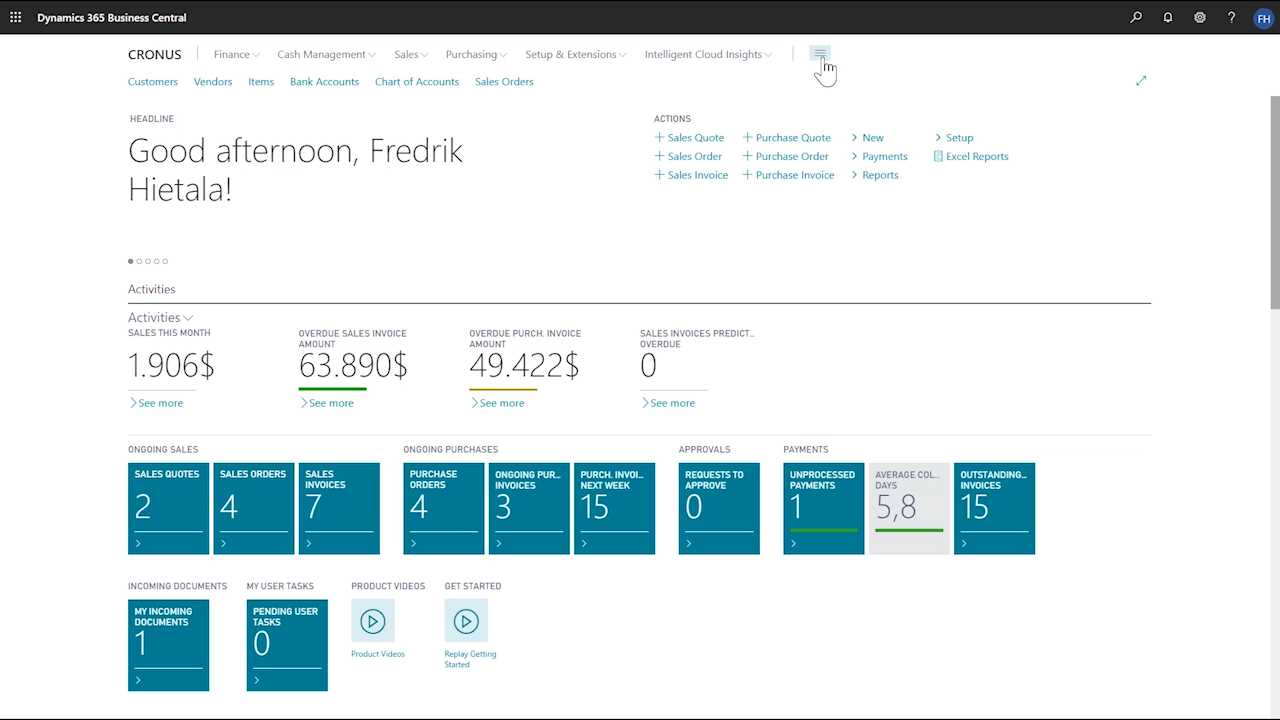 Dynamics 365 Business Central
?
FH
CRONUS
Finance
Cash Management
Sales
Purchasing
Setup & Extensions
Intelligent Cloud Insights
Customers
Vendors
Items
Bank Accounts
Chart of Accounts
Sales Orders
HEADLINE
Good afternoon, Fredrik
Hietala!
ACTIONS
Sales Quote
Purchase Quote
New
Setup
Sales Order
Purchase Order
Payments
Excel Reports
Sales Invoice
Purchase Invoice
Reports
Activities
Activities
SALES THIS MONTH
1.906$
See more
OVERDUE SALES INVOICE
AMOUNT
63.890$
See more
OVERDUE PURCH. INVOICE
AMOUNT
49.422$
See more
SALES INVOICES PREDICT...
OVERDUE
0
See more
ONGOING SALES
SALES QUOTES
2
SALES ORDERS
4
SALES
INVOICES
7
ONGOING PURCHASES
PURCHASE
ORDERS
4
ONGOING PUR...
INVOICES
3
PURCH. INVOI...
NEXT WEEK
15
APPROVALS
REQUESTS TO
APPROVE
0
PAYMENTS
UNPROCESSED
PAYMENTS
1
AVERAGE COL...
DAYS
5,8
OUTSTANDING...
INVOICES
15
INCOMING DOCUMENTS
MY INCOMING
DOCUMENTS
1
MY USER TASKS
PENDING USER
TASKS
0
PRODUCT VIDEOS
Product Videos
GET STARTED
Replay Getting
Started